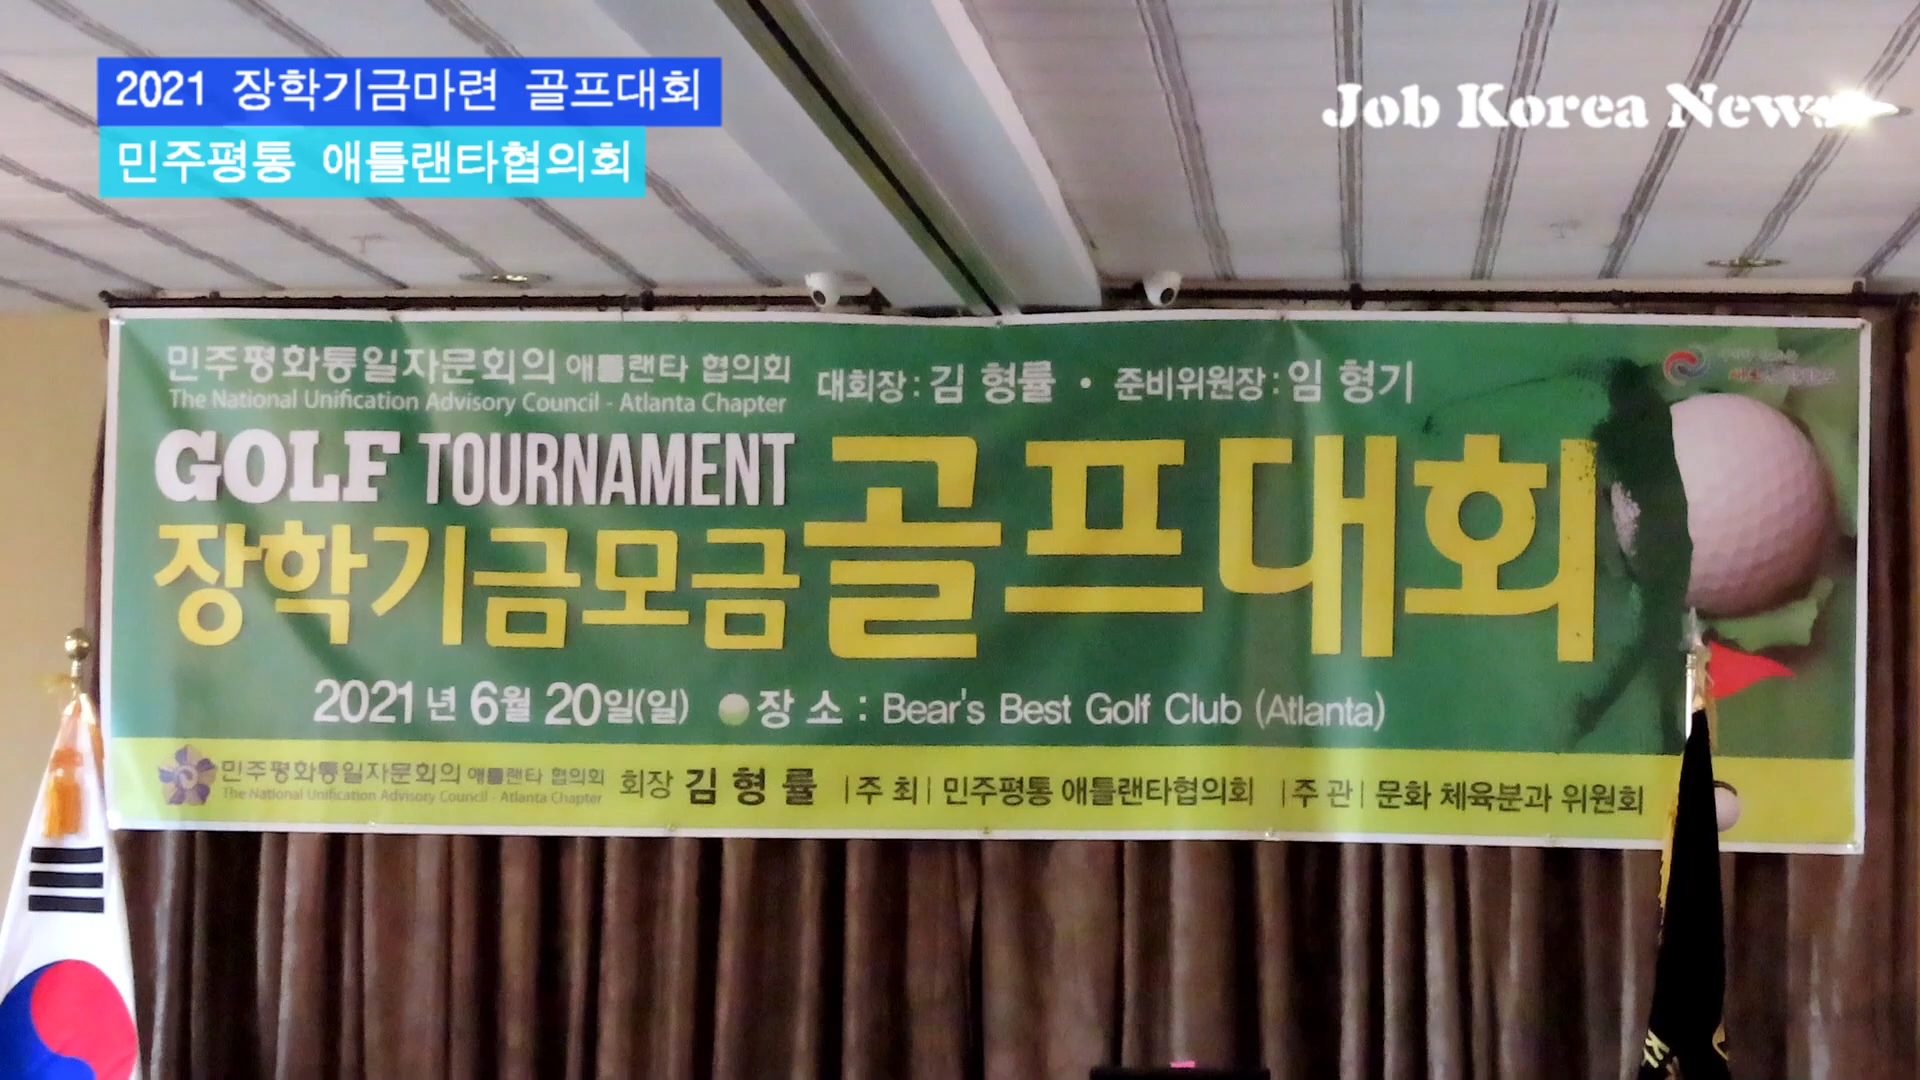 2021 장학기금마련 골프대회
민주평통 애틀랜타협의회
Job Korea News
민주평화통일자문회의 애틀랜타 협의회
The National Unification Advisory Council - Atlanta Chapter
대회장 : 김 형률 • 준비위원장 : 임 형기
GOLF TOURNAMENT
장학기금모금 골프대회
2021년 6월 20일(일) 장 소 : Bear's Best Golf Club (Atlanta)
민주평화통일자문회의 애틀랜타 협의회
The National Unification Advisory Council - Atlanta Chapter
회장 김 형 률 |주 최| 민주평통 애틀랜타협의회 |주 관| 문화 체육분과 위원회